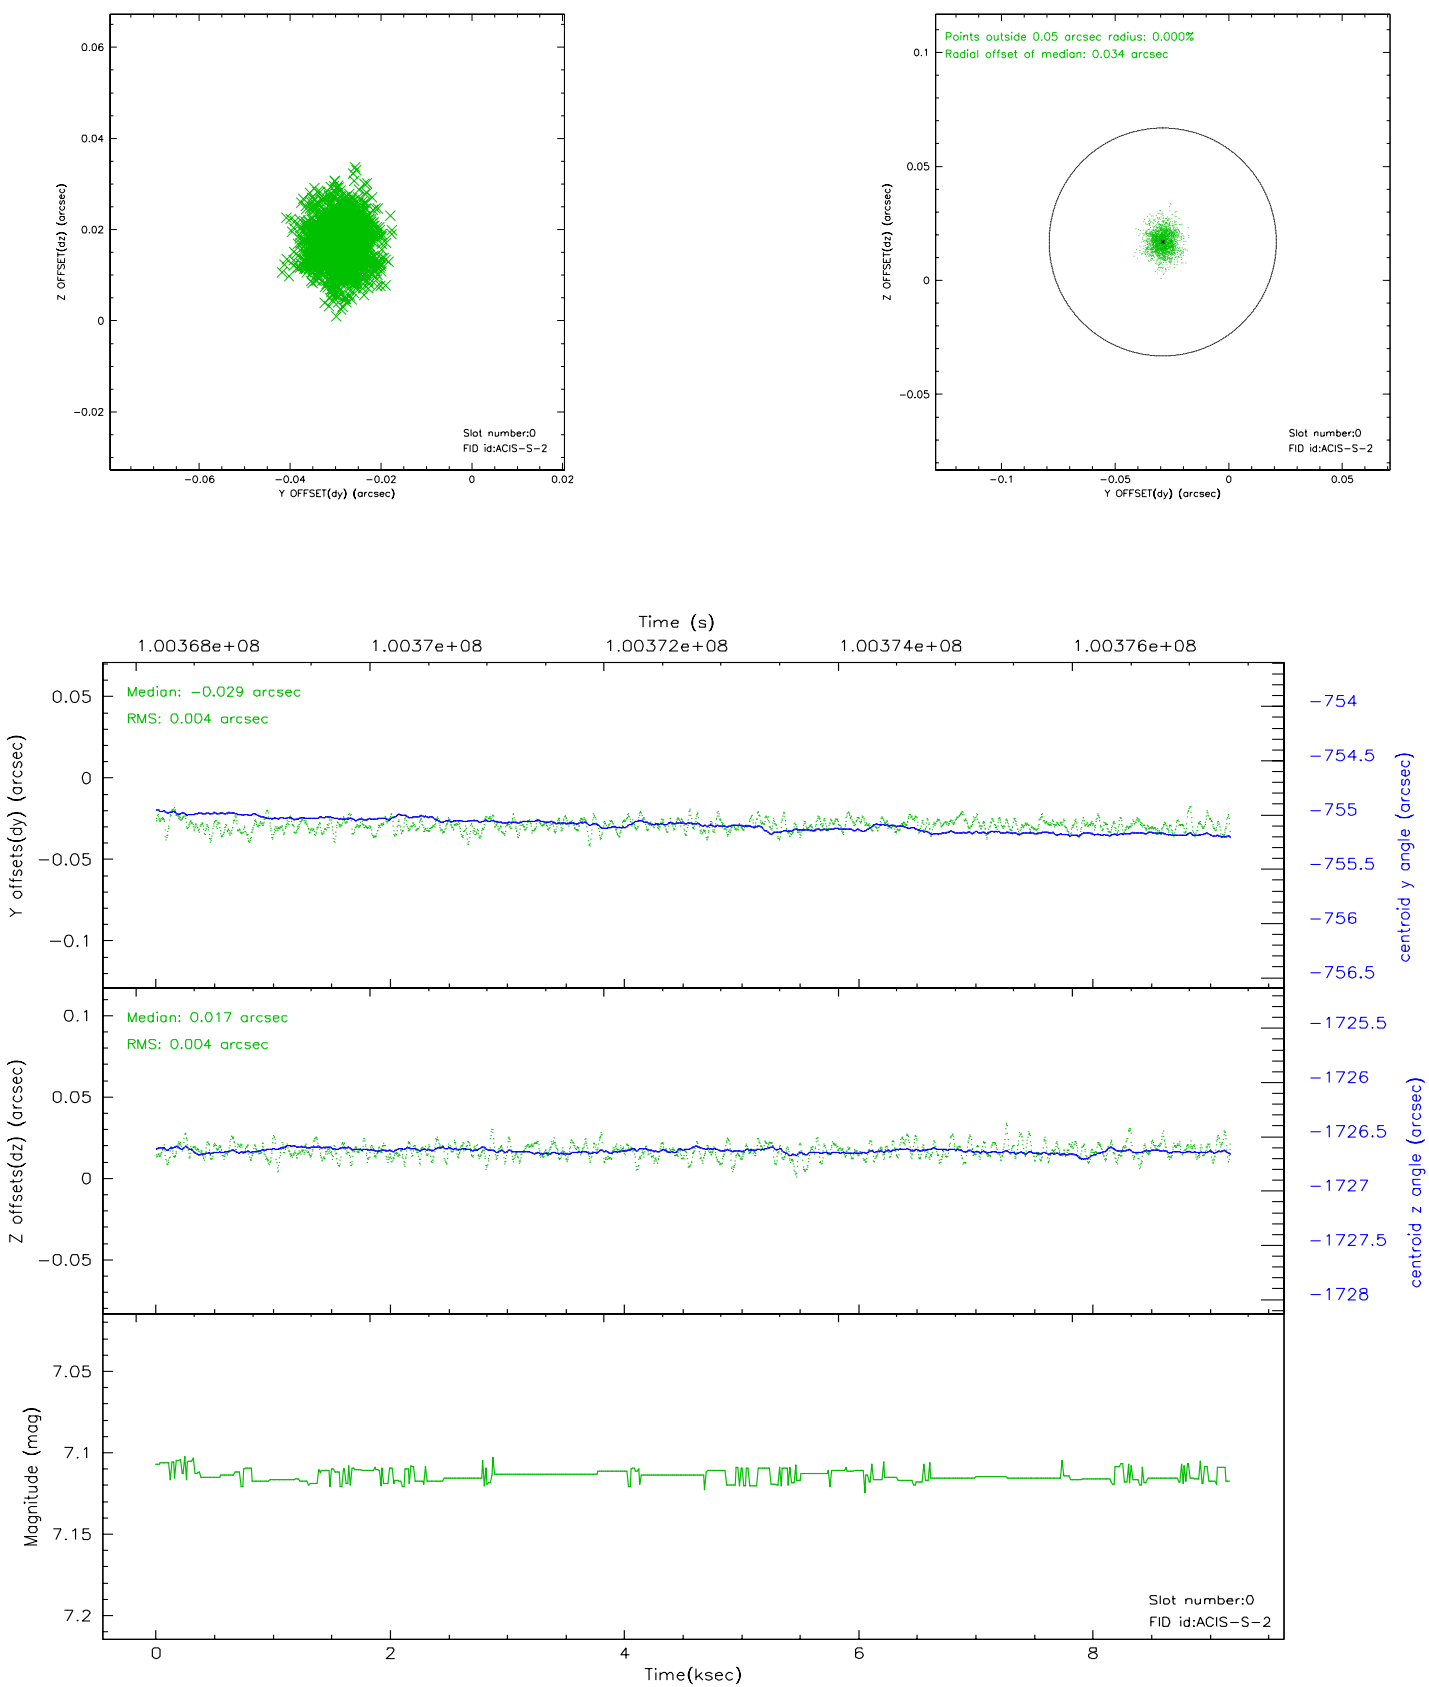 0.06
0.04
0.02
0
−0.02
Z OFFSET(dz) (arcsec)
Slot number:0
FID id:ACIS−S−2
−0.06
−0.04
−0.02
0
0.02
Y OFFSET(dy) (arcsec)
Points outside 0.05 arcsec radius: 0.000%
Radial offset of median: 0.034 arcsec
0.1
0.05
0
−0.05
Z OFFSET(dz) (arcsec)
Slot number:0
FID id:ACIS−S−2
−0.1
−0.05
0
0.05
Y OFFSET(dy) (arcsec)
Time (s)
1.00368e+08
1.0037e+08
1.00372e+08
1.00374e+08
1.00376e+08
Median: −0.029 arcsec
RMS: 0.004 arcsec
0.05
0
−0.05
−0.1
Y offsets(dy) (arcsec)
−754
−754.5
−755
−755.5
−756
−756.5
centroid y angle (arcsec)
Median: 0.017 arcsec
RMS: 0.004 arcsec
0.1
0.05
0
−0.05
Z offsets(dz) (arcsec)
−1725.5
−1726
−1726.5
−1727
−1727.5
−1728
centroid z angle (arcsec)
7.05
7.1
7.15
7.2
Magnitude (mag)
Slot number:0
FID id:ACIS−S−2
0
2
4
6
8
Time(ksec)